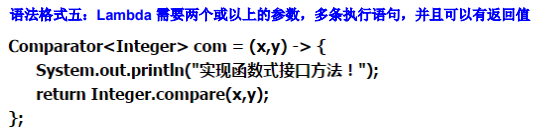 语法格式五：Lambda 需要两个或以上的参数，多条执行语句，并且可以有返回值
Comparator<Integer> com = (x,y) -> {
System.out.println("实现函数式接口方法！");
return Integer.compare(x,y);
};